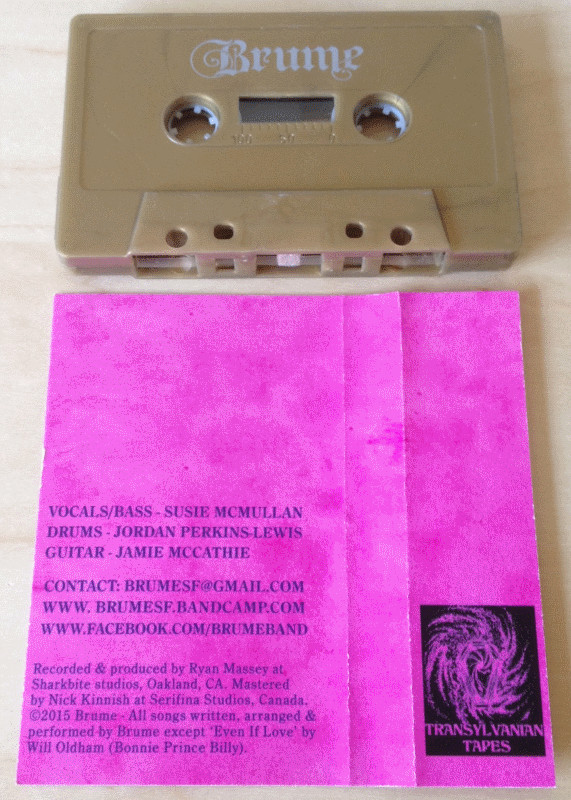 Brume
100 50 0
VOCALS/BASS - SUSIE MCMULLAN
DRUMS - JORDAN PERKINS-LEWIS
GUITAR - JAMIE MCCATHIE
CONTACT: BRUMESF@GMAIL.COM
WWW. BRUMESF.BANDCAMP.COM
WWW.FACEBOOK.COM/BRUMEBAND
Recorded & produced by Ryan Massey at,
Sharkbite studios, Oakland, CA. Mastered
by Nick Kinnish at Serifina Studios, Canada.
©2015 Brume - All songs written, arranged &
performed by Brume except 'Even If Love' by
Will Oldham (Bonnie Prince Billy).
TRANSYLVANIAN
TAPES